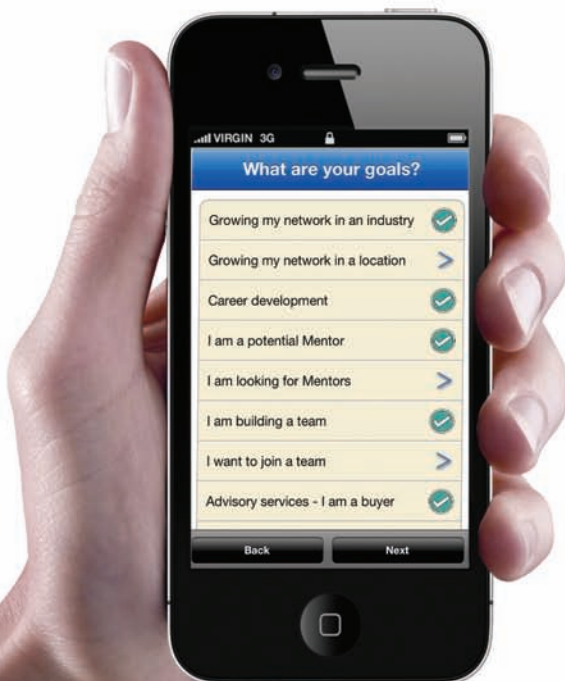 VIRGIN 3G
What are your goals?
Growing my network in an industry
Growing my network in a location
Career development
I am a potential Mentor
I am looking for Mentors
I am building a team
I want to join a team
Advisory services - I am a buyer
Back
Next